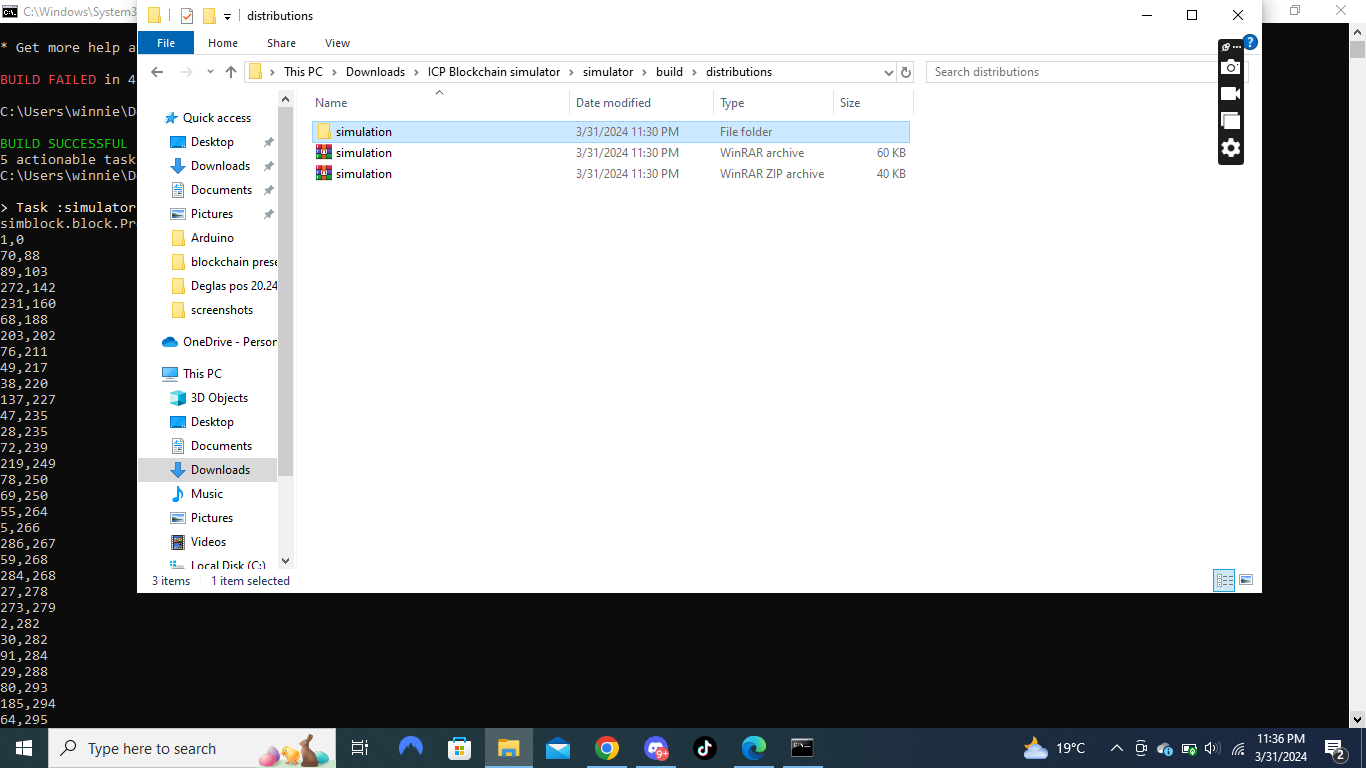 C:\Windows\System3
* Get more help a
BUILD FAILED in 4
C:\Users\winnie\D
BUILD SUCCESSFUL
5 actionable task
C:\Users\winnie\D
> Task :simulator
simblock.block.Pr
1,0
70,88
89,103
272,142
231,160
68,188
203,202
76,211
49,217
38,220
137,227
47,235
28,235
72,239
219,249
78,250
69,250
55,264
5,266
286,267
59,268
284,268
27,278
273,279
2,282
30,282
91,284
29,288
80,293
185,294
64,295
distributions
File Home Share View
This PC > Downloads > ICP Blockchain simulator > simulator > build > distributions
Search distributions
Name Date modified Type Size
simulation 3/31/2024 11:30 PM File folder
simulation 3/31/2024 11:30 PM WinRAR archive 60 KB
simulation 3/31/2024 11:30 PM WinRAR ZIP archive 40 KB
Quick access
Desktop
Downloads
Documents
Pictures
Arduino
blockchain prese
Deglas pos 20.24
screenshots
OneDrive - Person
This PC
3D Objects
Desktop
Documents
Downloads
Music
Pictures
Videos
Local Disk (C:)
3 items 1 item selected
Type here to search
9+
19°C
11:36 PM
3/31/2024
2